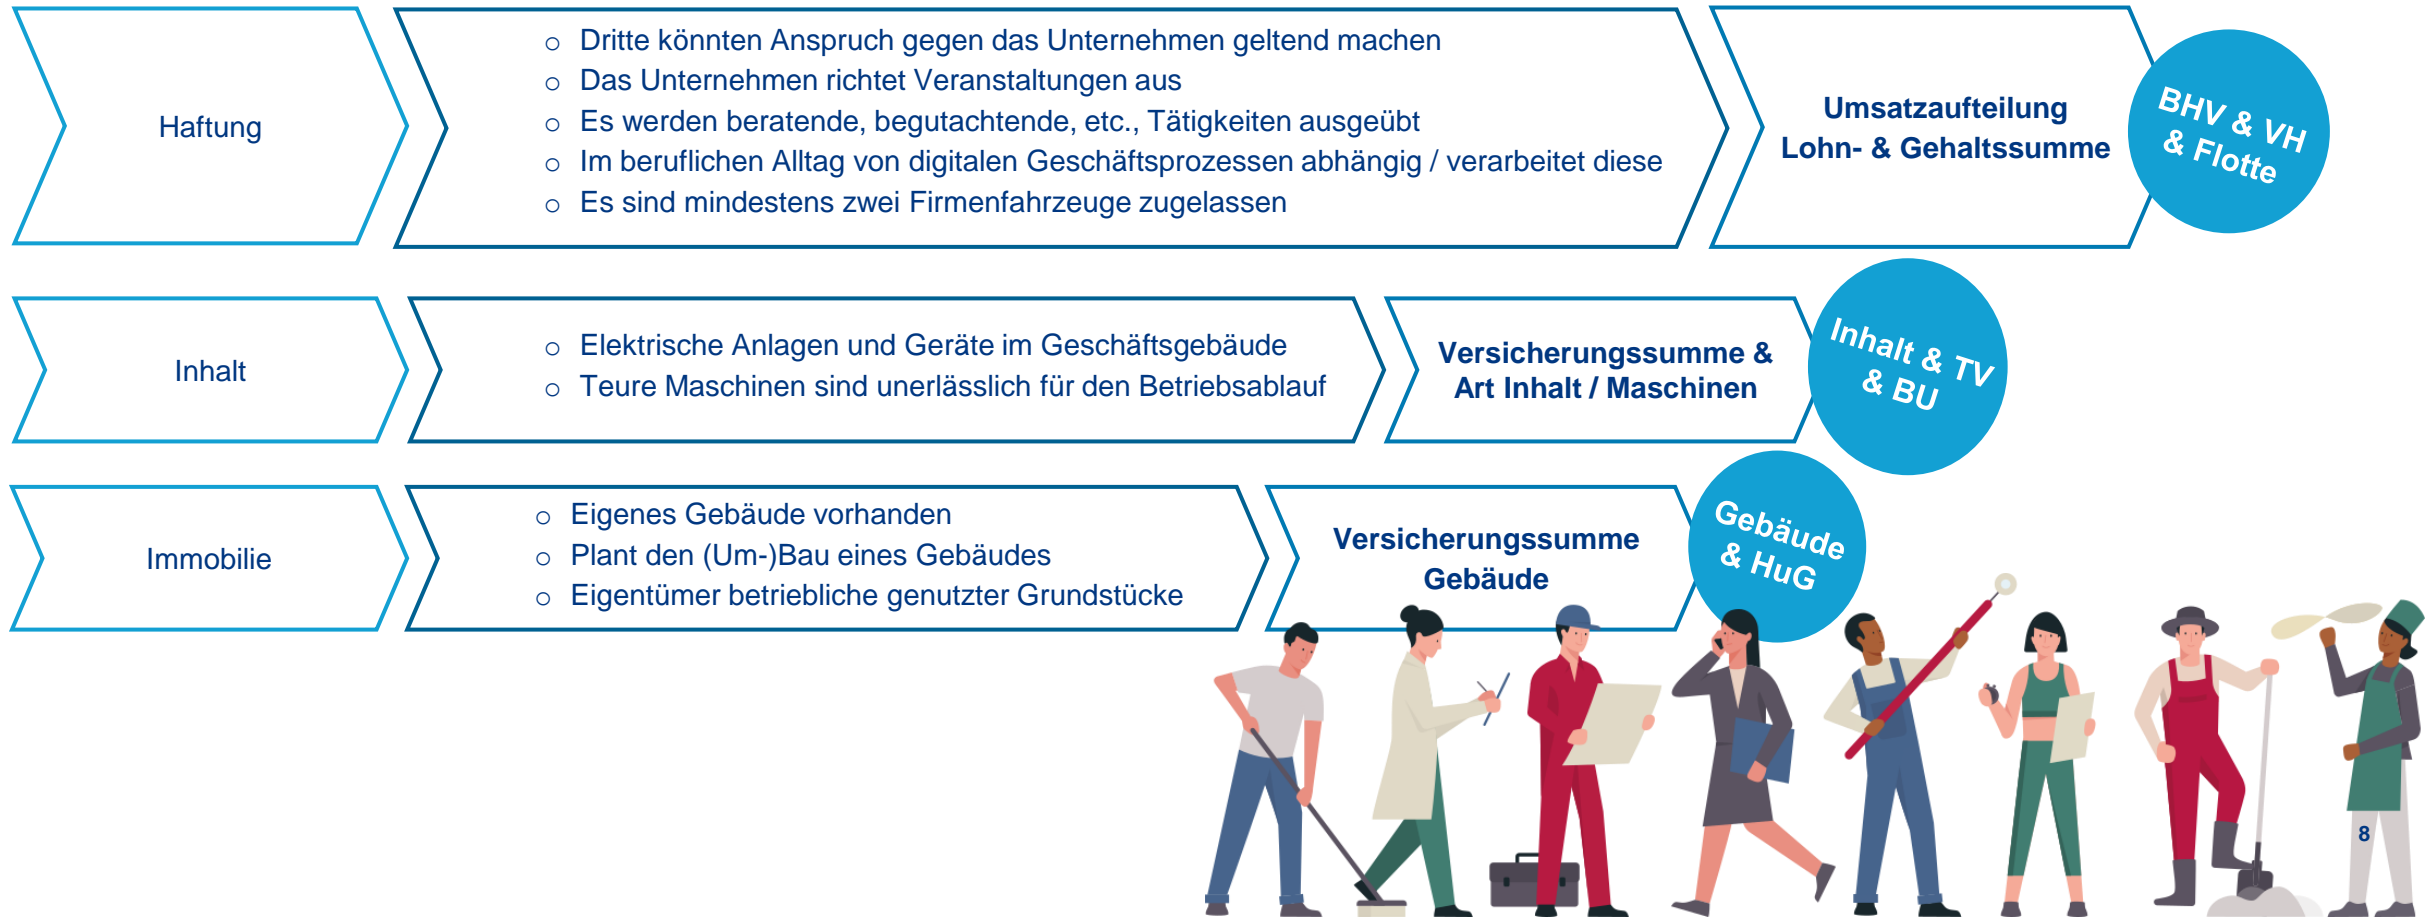 Haftung
Dritte könnten Anspruch gegen das Unternehmen geltend machen
Das Unternehmen richtet Veranstaltungen aus
Es werden beratende, begutachtende, etc., Tätigkeiten ausgeübt
Im beruflichen Alltag von digitalen Geschäftsprozessen abhängig / verarbeitet diese
Es sind mindestens zwei Firmenfahrzeuge zugelassen
Umsatzaufteilung
Lohn- & Gehaltssumme
BHV & VH
& Flotte
Inhalt
Elektrische Anlagen und Geräte im Geschäftsgebäude
Teure Maschinen sind unerlässlich für den Betriebsablauf
Versicherungssumme &
Art Inhalt / Maschinen
Inhalt & TV
& BU
Immobilie
Eigenes Gebäude vorhanden
Plant den (Um-)Bau eines Gebäudes
Eigentümer betriebliche genutzter Grundstücke
Versicherungssumme
Gebäude
Gebäude
& HuG
8